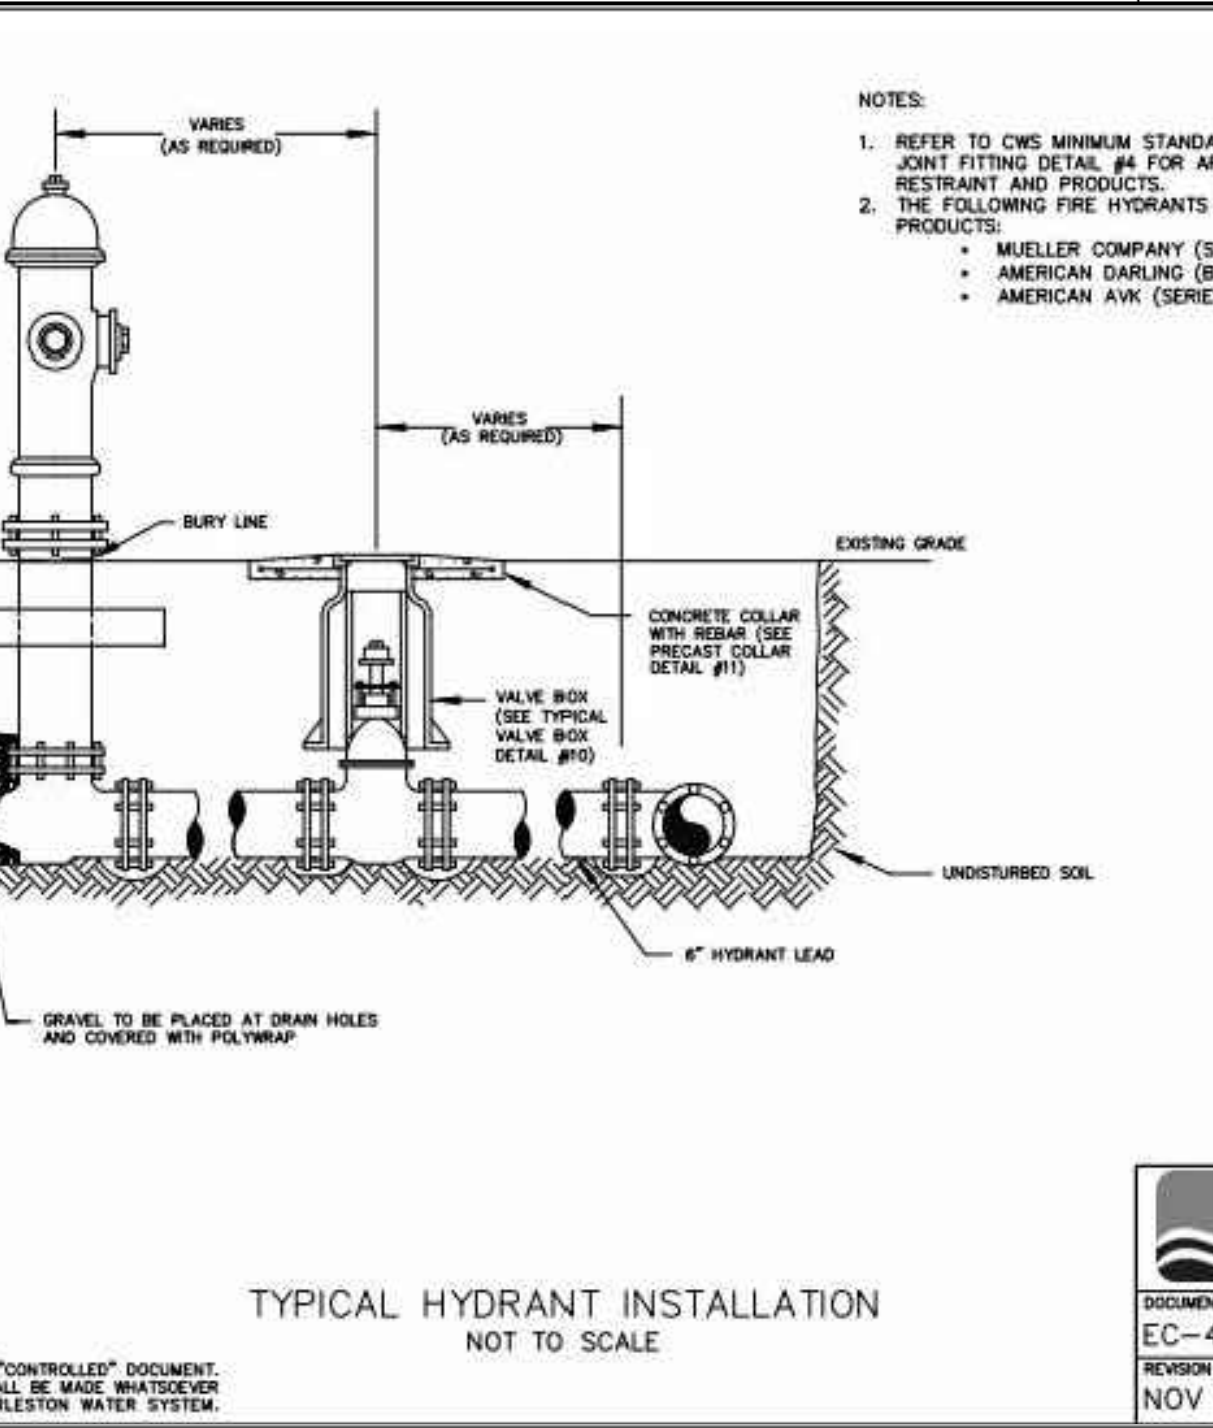 VARIES
(AS REQUIRED)
NOTES:
1. REFER TO CWS MINIMUM STANDA
JOINT FITTING DETAIL #4 FOR AP
RESTRAINT AND PRODUCTS.
2. THE FOLLOWING FIRE HYDRANTS
PRODUCTS:
• MUELLER COMPANY (S
• AMERICAN DARLING (B
• AMERICAN AVK (SERIE
VARIES
(AS REQUIRED)
BURY LINE
EXISTING GRADE
CONCRETE COLLAR
WITH REBAR (SEE
PRECAST COLLAR
DETAIL #11)
VALVE BOX
(SEE TYPICAL
VALVE BOX
DETAIL #10)
UNDISTURBED SOIL
6" HYDRANT LEAD
GRAVEL TO BE PLACED AT DRAIN HOLES
AND COVERED WITH POLYWRAP
TYPICAL HYDRANT INSTALLATION
NOT TO SCALE
"CONTROLLED" DOCUMENT.
ALL BE MADE WHATSOEVER
RLESTON WATER SYSTEM.
DOCUMEN
EC-4
REVISION
NOV